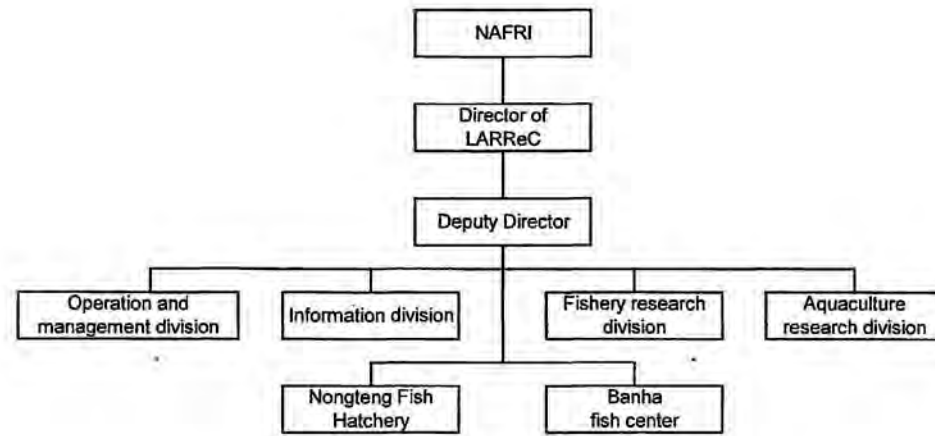 NAFRI
Director of
LARReC
Deputy Director
Operation and
management division
Information division
Fishery research
division
Aquaculture
research division
Nongteng Fish
Hatchery
Banha
fish center